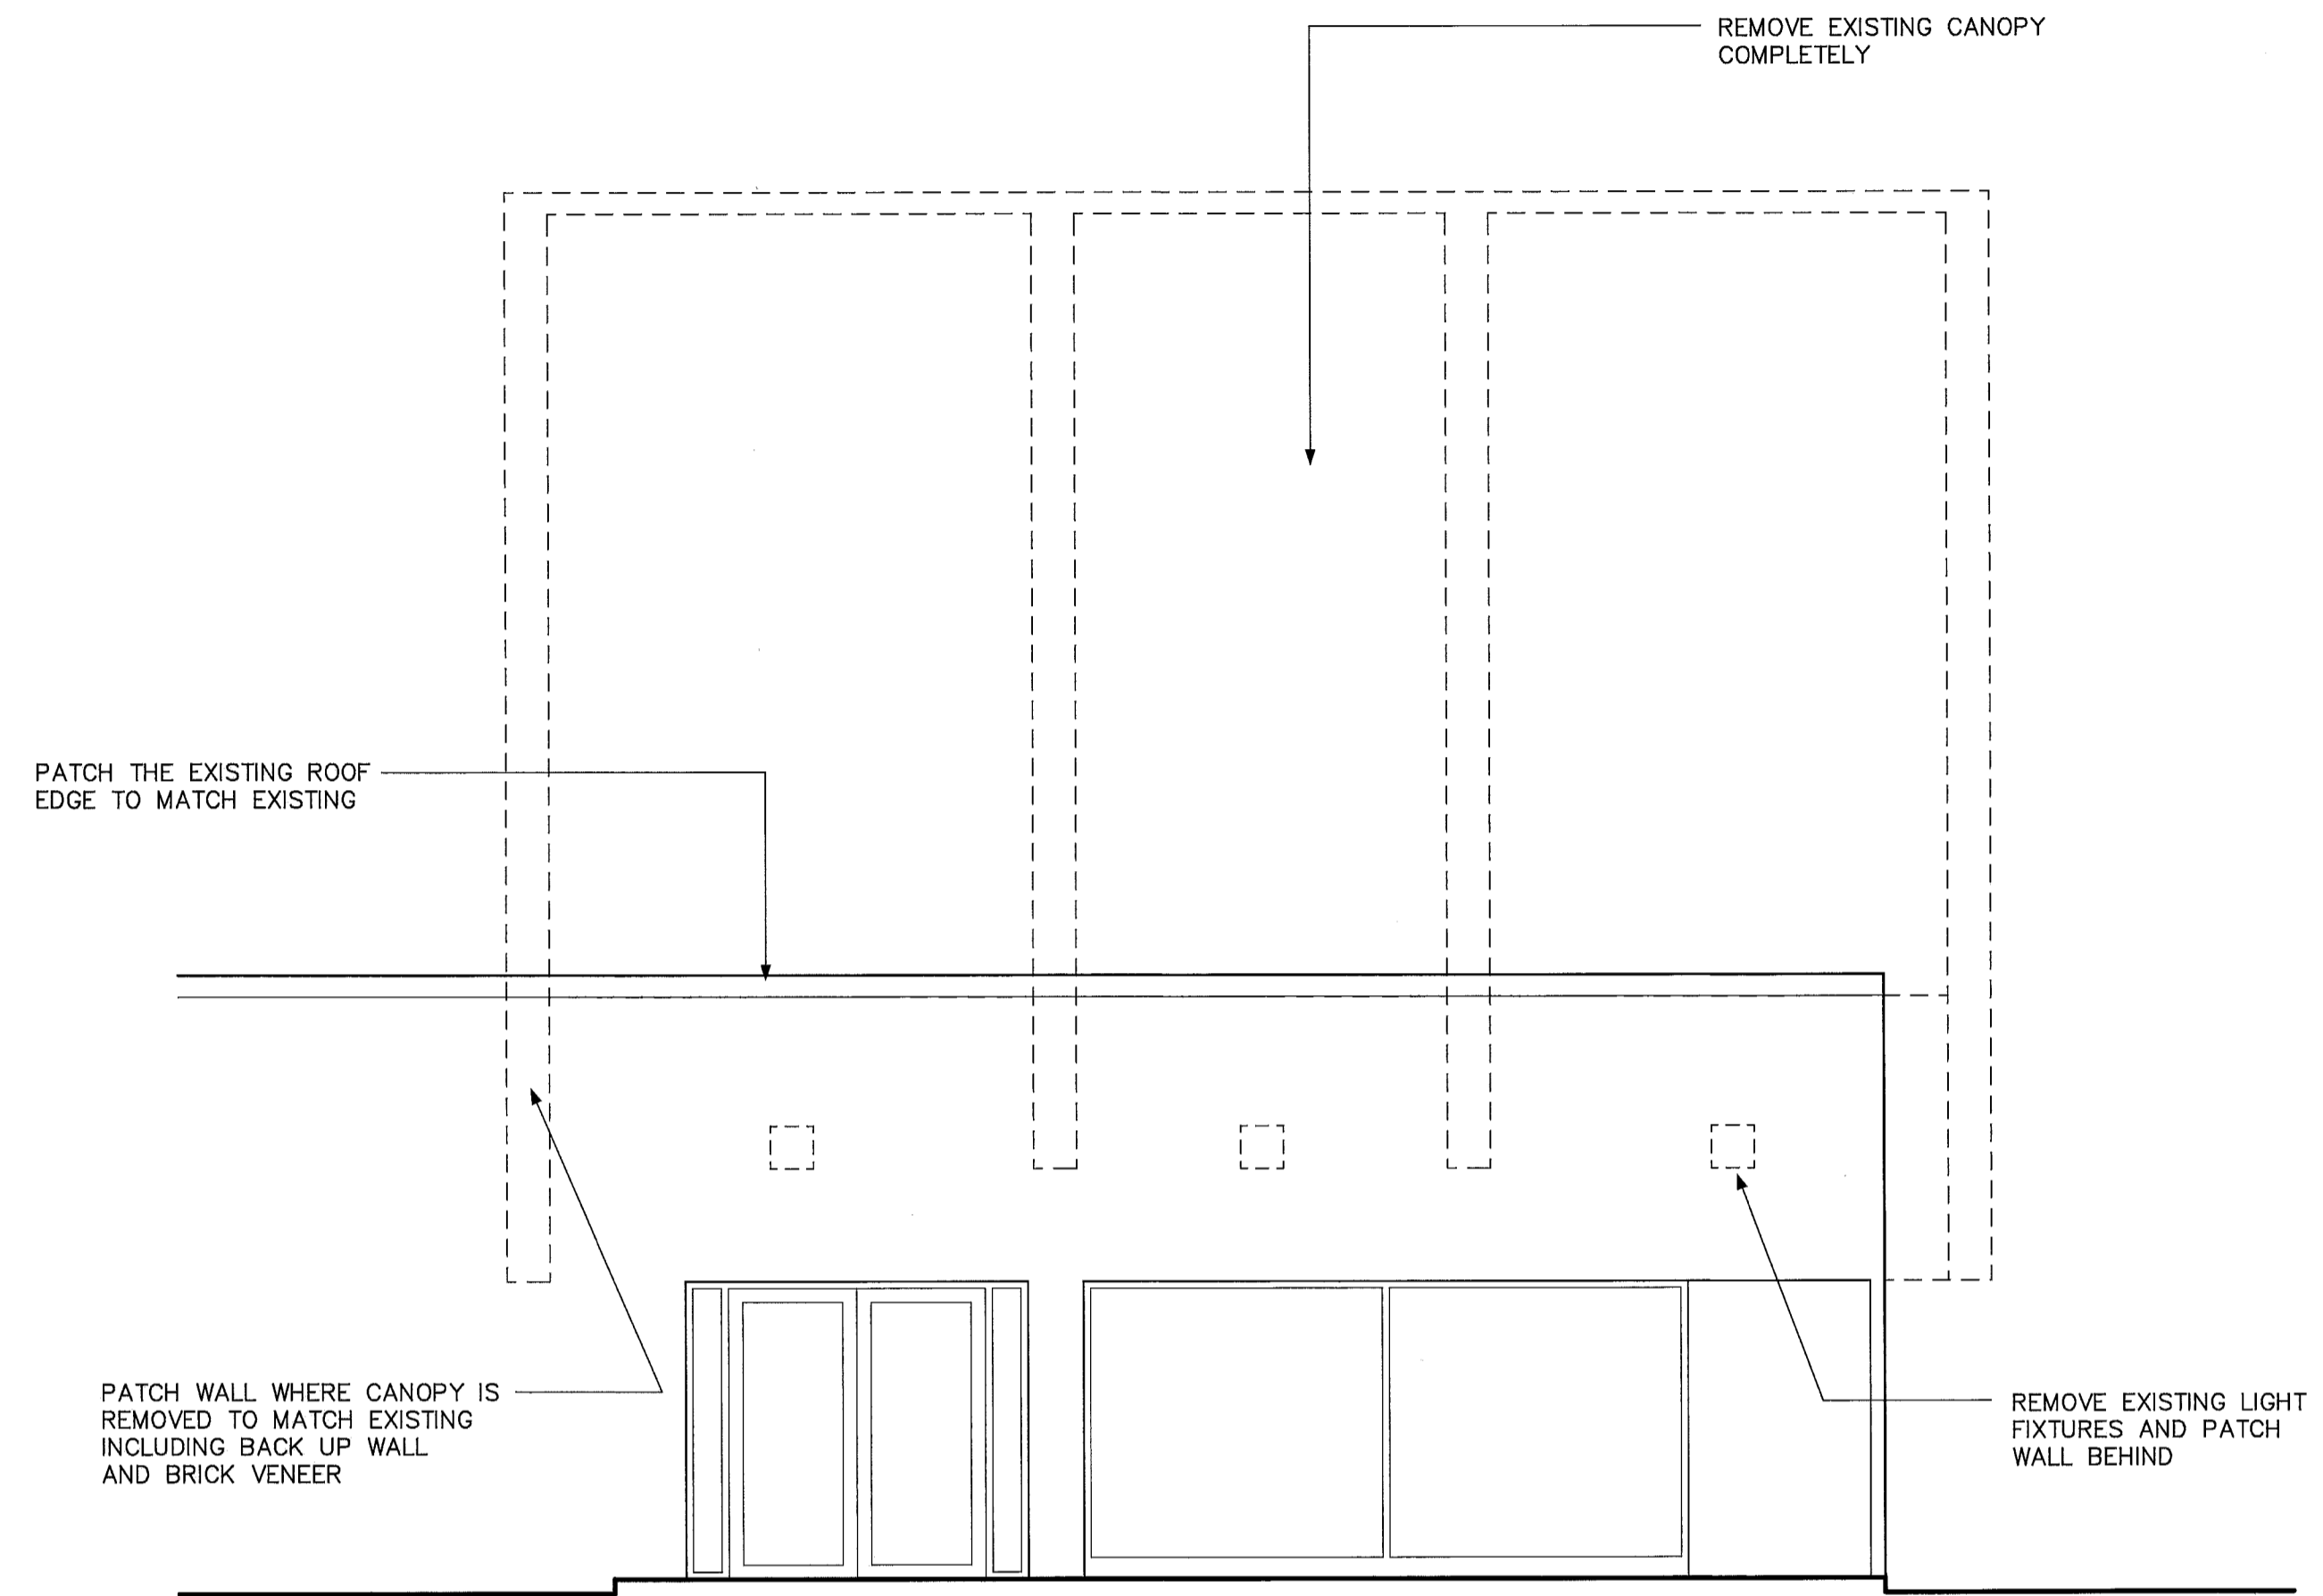 REMOVE EXISTING CANOPY
COMPLETELY
PATCH THE EXISTING ROOF
EDGE TO MATCH EXISTING
PATCH WALL WHERE CANOPY IS
REMOVED TO MATCH EXISTING
INCLUDING BACK UP WALL
AND BRICK VENEER
REMOVE EXISTING LIGHT
FIXTURES AND PATCH
WALL BEHIND